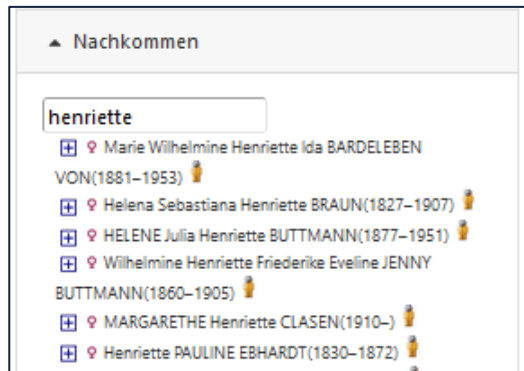 Nachkommen
henriette
Marie Wilhelmine Henriette Ida BARDELEBEN
VON(1881–1953)
Helena Sebastiana Henriette BRAUN(1827–1907)
HELENE Julia Henriette BUTTMANN(1877–1951)
Wilhelmine Henriette Friederike Eveline JENNY
BUTTMANN(1860–1905)
MARGARETHE Henriette CLASEN(1910–)
Henriette PAULINE EBHARDT(1830–1872)